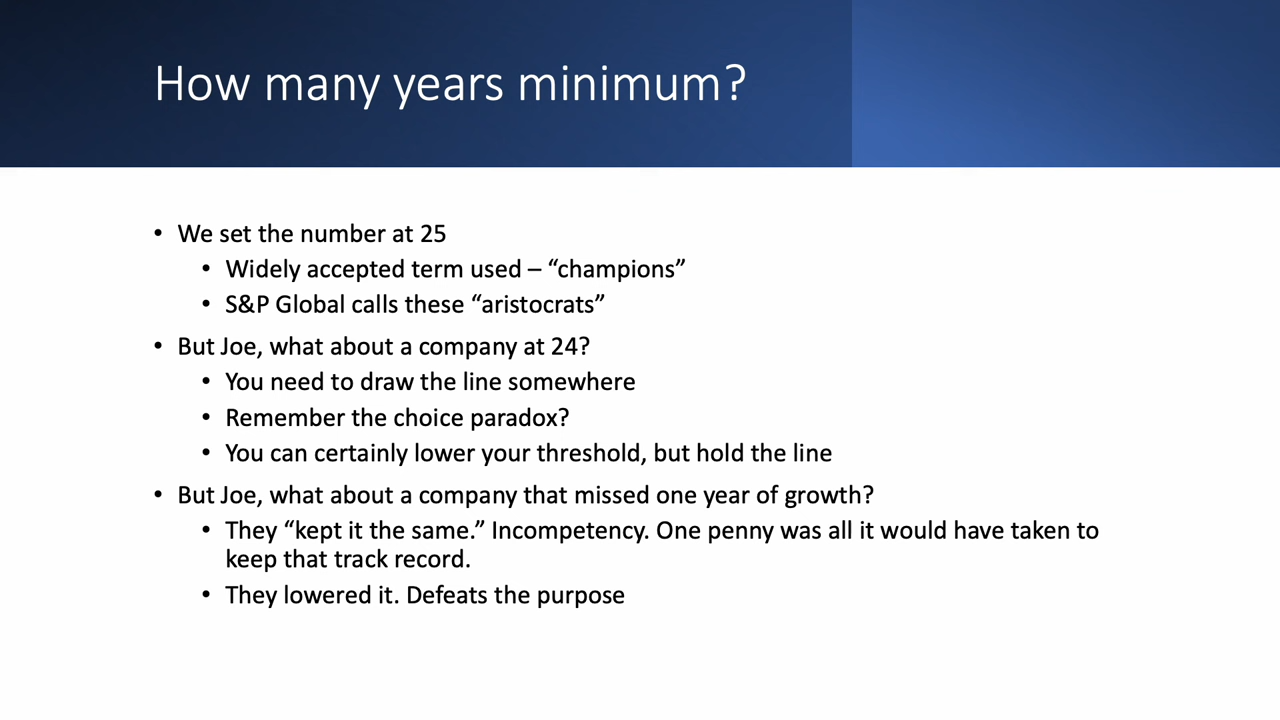 How many years minimum?
• We set the number at 25
• Widely accepted term used – “champions”
• S&P Global calls these “aristocrats”
• But Joe, what about a company at 24?
• You need to draw the line somewhere
• Remember the choice paradox?
• You can certainly lower your threshold, but hold the line
• But Joe, what about a company that missed one year of growth?
• They “kept it the same.” Incompetency. One penny was all it would have taken to
keep that track record.
• They lowered it. Defeats the purpose